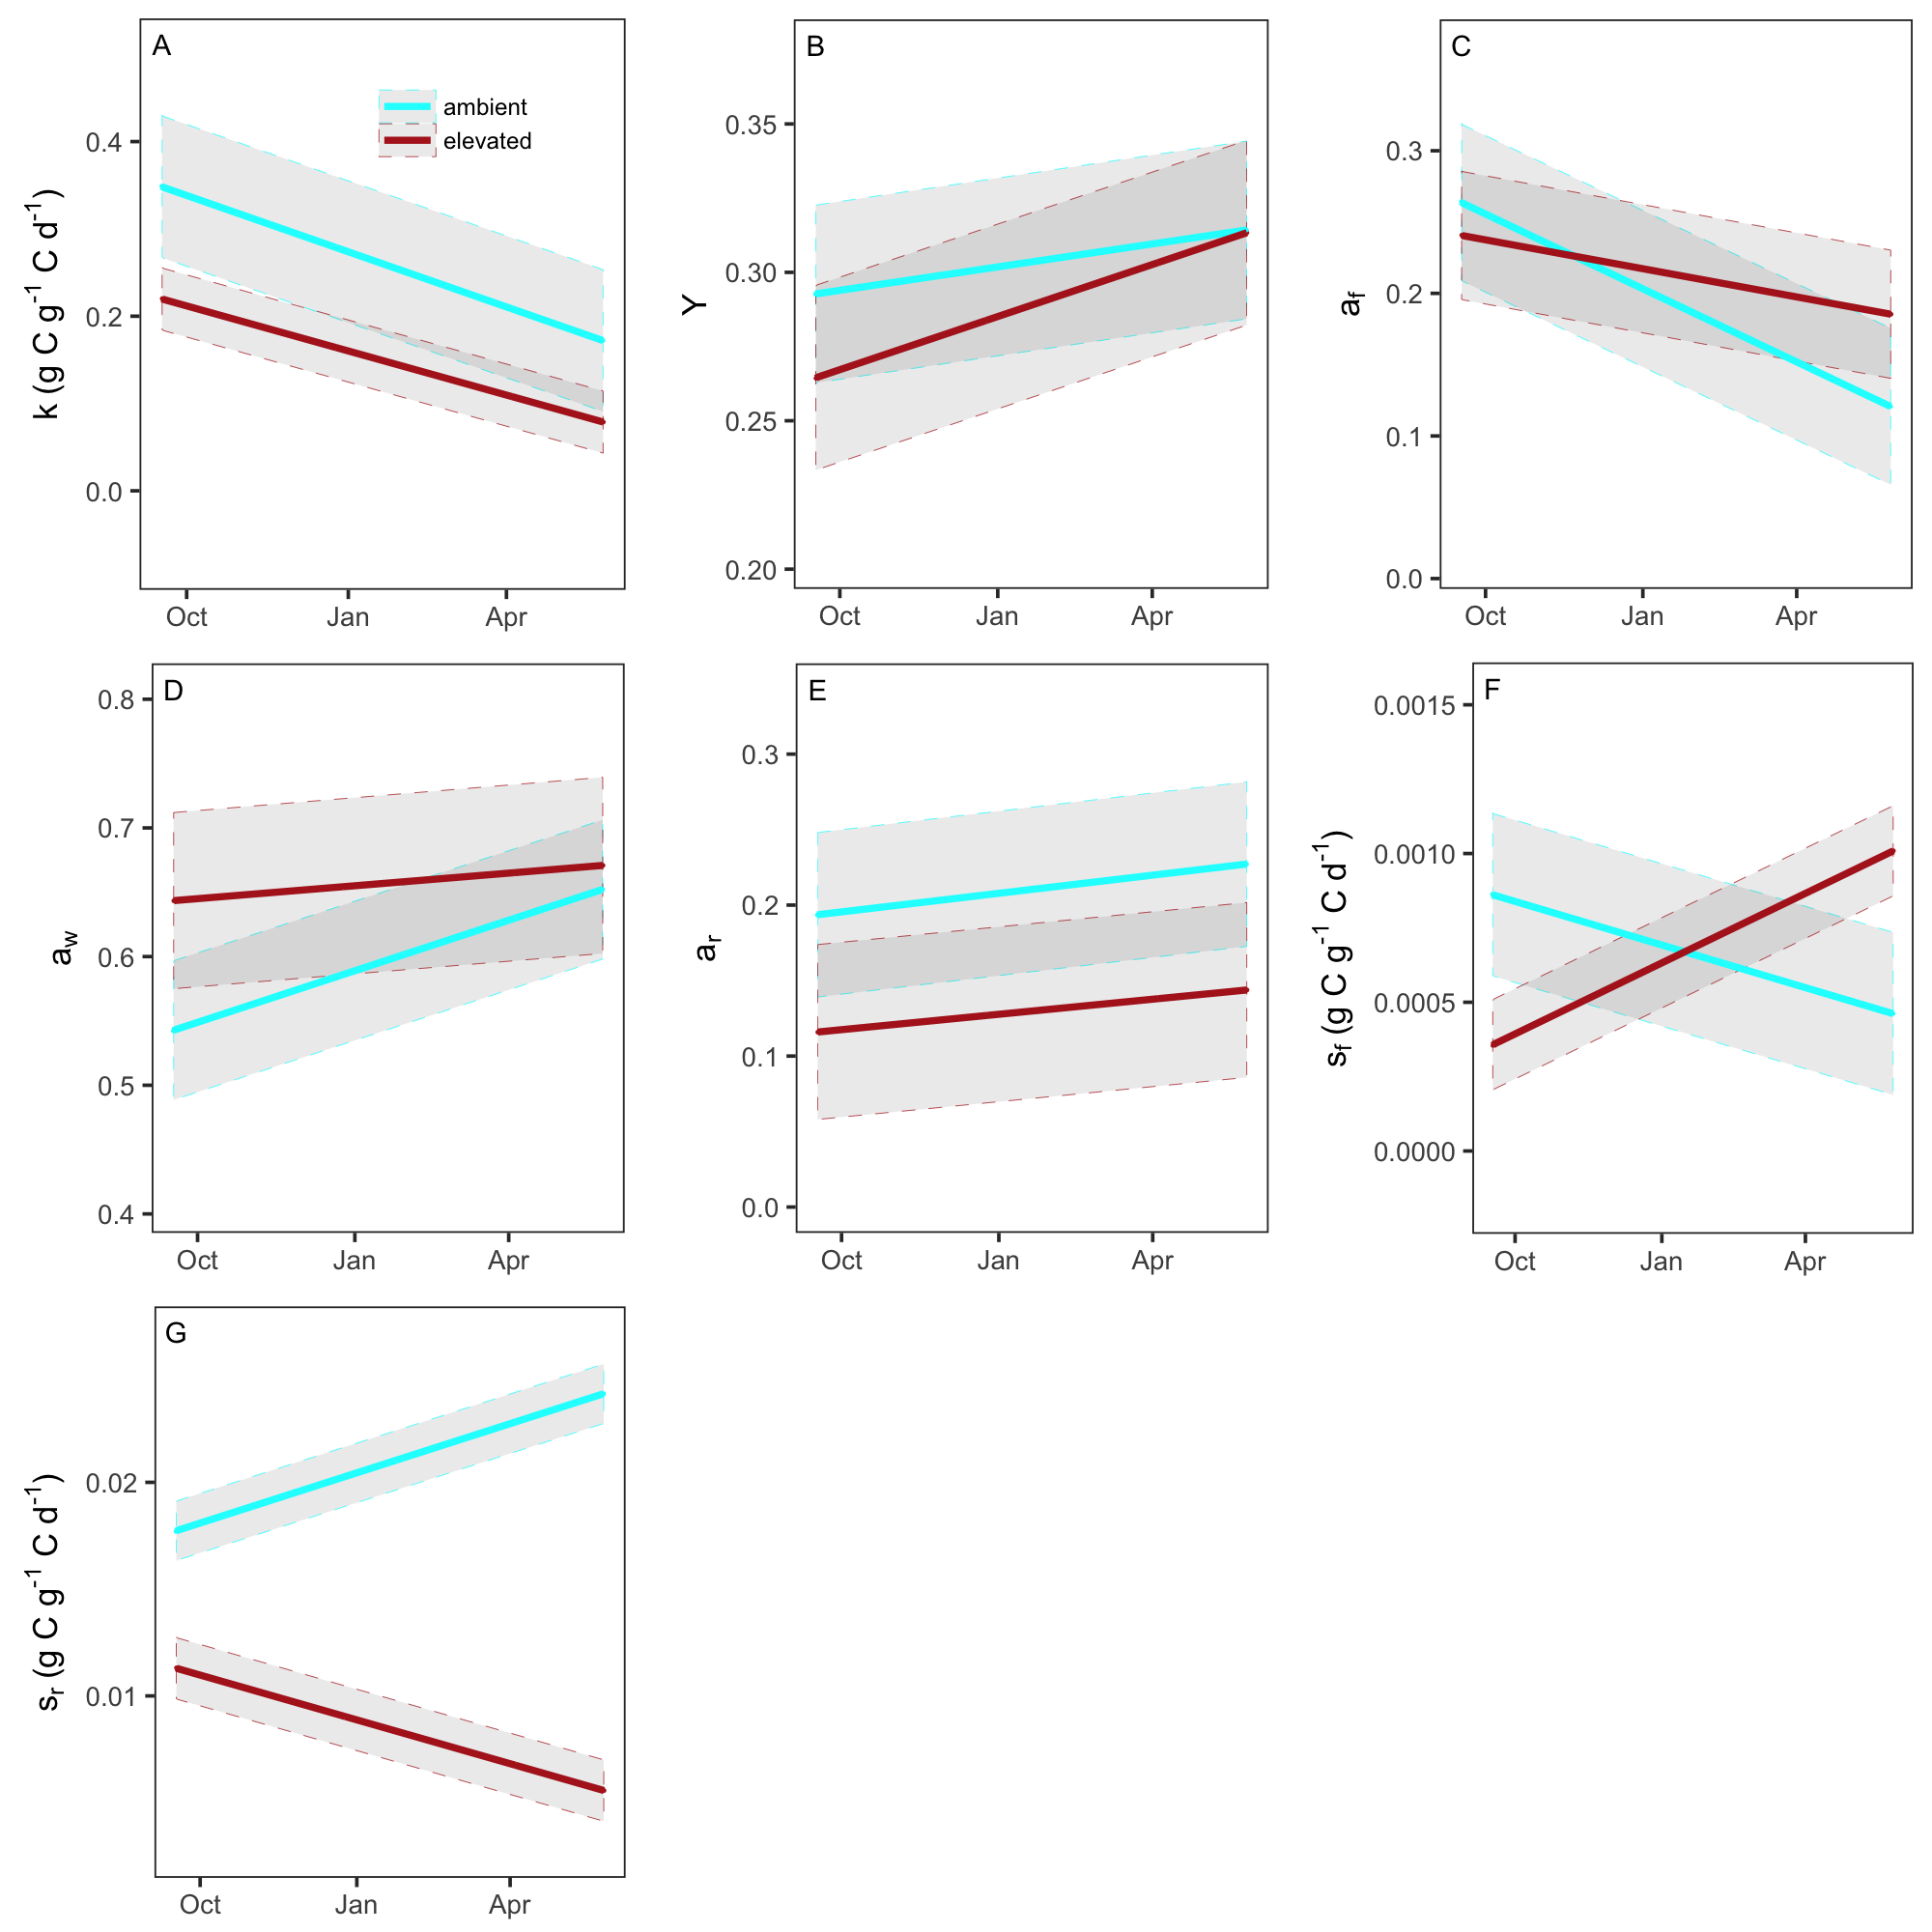 A
ambient
elevated
k (g C g⁻¹ C d⁻¹)
0.4
0.2
0.0
Oct Jan Apr
B
Y
0.35
0.30
0.25
0.20
Oct Jan Apr
C
a_f
0.3
0.2
0.1
0.0
Oct Jan Apr
D
a_w
0.8
0.7
0.6
0.5
0.4
Oct Jan Apr
E
a_r
0.3
0.2
0.1
0.0
Oct Jan Apr
F
s_f (g C g⁻¹ C d⁻¹)
0.0015
0.0010
0.0005
0.0000
Oct Jan Apr
G
s_r (g C g⁻¹ C d⁻¹)
0.02
0.01
Oct Jan Apr